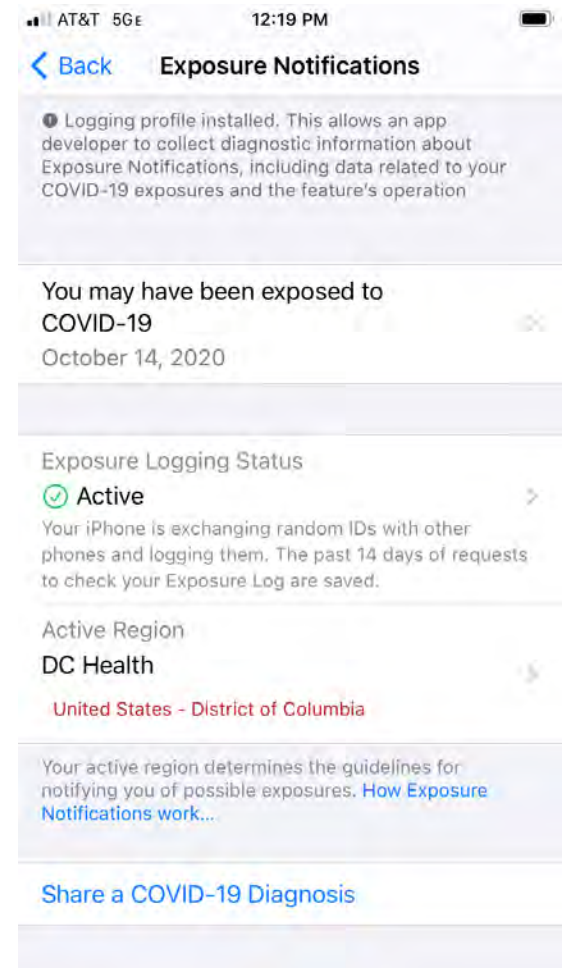 AT&T 5GE 12:19 PM
Back Exposure Notifications
Logging profile installed. This allows an app
developer to collect diagnostic information about
Exposure Notifications, including data related to your
COVID-19 exposures and the feature's operation
You may have been exposed to
COVID-19
October 14, 2020
Exposure Logging Status
Active
Your iPhone is exchanging random IDs with other
phones and logging them. The past 14 days of requests
to check your Exposure Log are saved.
Active Region
DC Health
United States - District of Columbia
Your active region determines the guidelines for
notifying you of possible exposures. How Exposure
Notifications work...
Share a COVID-19 Diagnosis